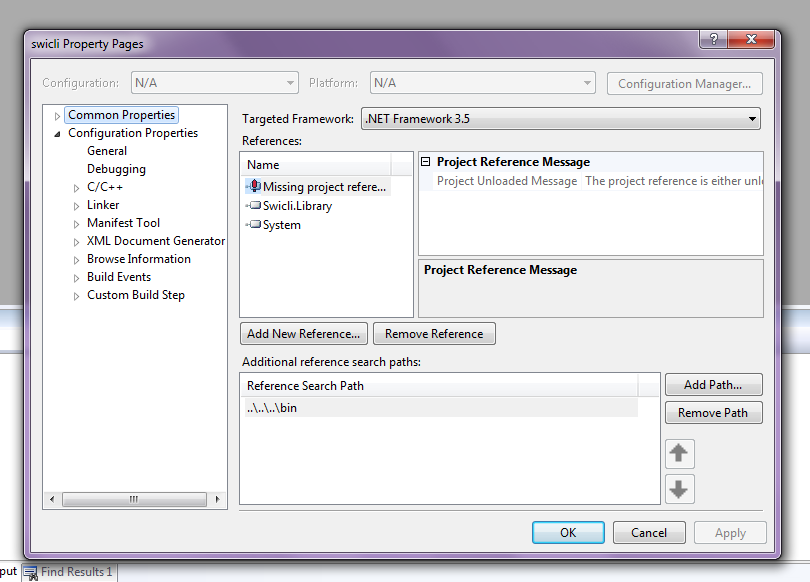 swicli Property Pages
?
Configuration: N/A Platform: N/A Configuration Manager...
Common Properties
Configuration Properties
General
Debugging
C/C++
Linker
Manifest Tool
XML Document Generator
Browse Information
Build Events
Custom Build Step
Targeted Framework: .NET Framework 3.5
References:
Name
Missing project refere...
Swicli.Library
System
Project Reference Message
Project Unloaded Message The project reference is either unl
Project Reference Message
Add New Reference... Remove Reference
Additional reference search paths:
Reference Search Path
..\..\..\bin
Add Path...
Remove Path
OK Cancel Apply
put Find Results 1